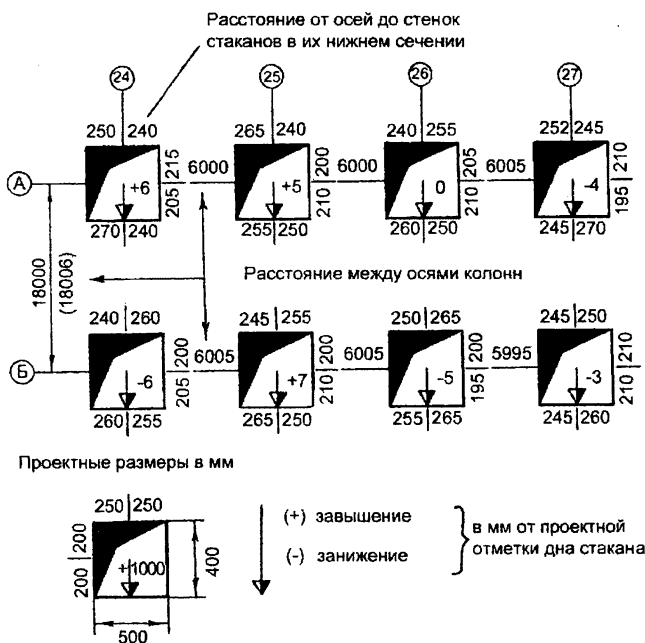 Расстояние от осей до стенок
стаканов в их нижнем сечении
24 25 26 27
250 240 265 240 240 255 252 245
А +6 215 205 6000 +5 200 210 6000 0 205 210 6005 -4 210 195
270 240 255 250 260 250 245 270
18000
(18006)
Расстояние между осями колонн
240 260 245 255 250 265 245 250
Б -6 200 205 6005 +7 200 210 6005 -5 200 195 5995 -3 210 210
260 255 265 250 255 265 245 260
Проектные размеры в мм
250 250
200 200
+1000
400
500
(+) завышение
(-) занижение
в мм от проектной
отметки дна стакана